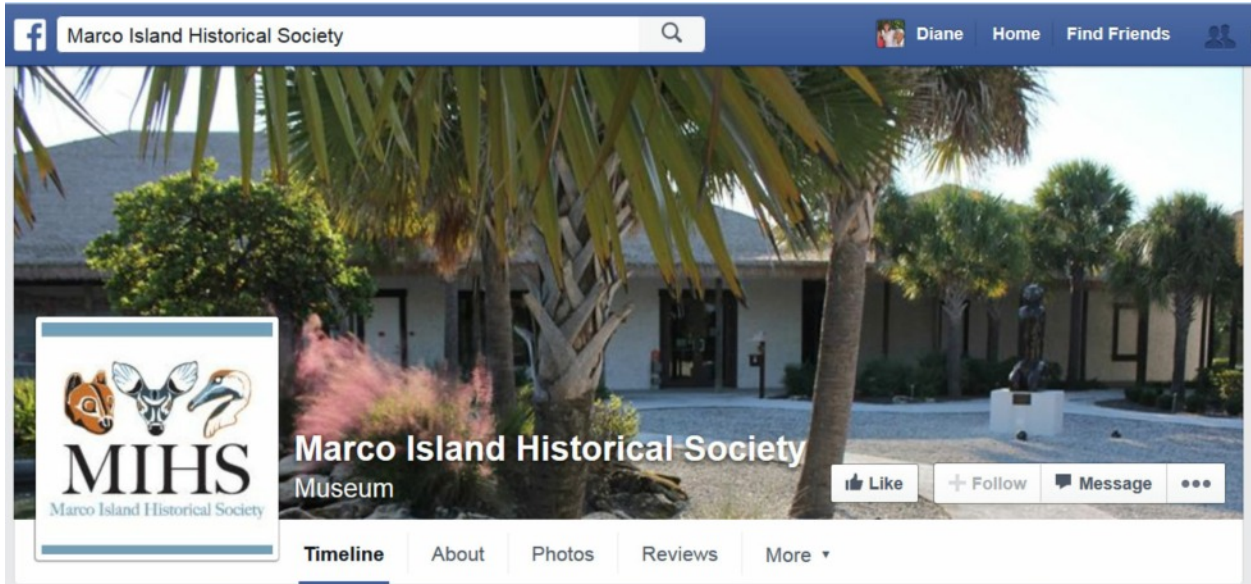 Marco Island Historical Society
Diane Home Find Friends
MIHS
Marco Island Historical Society
Marco Island Historical Society
Museum
Like Follow Message
Timeline About Photos Reviews More